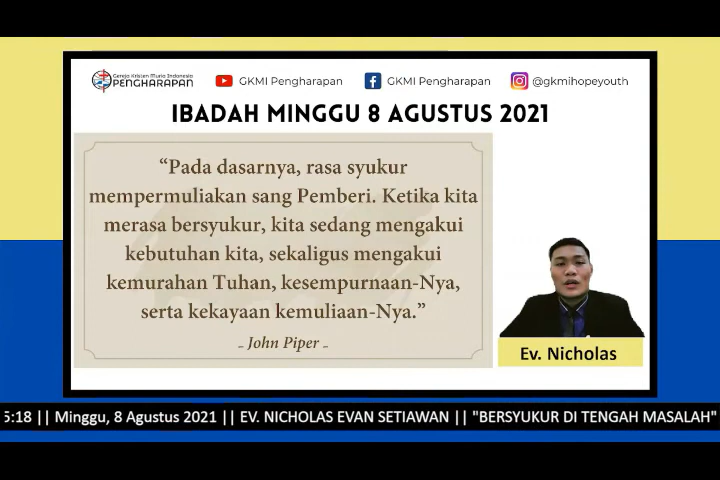 Gereja Kristen Muria Indonesia
PENGHARAPAN
GKMI Pengharapan
GKMI Pengharapan
@gkmihopeyouth
IBADAH MINGGU 8 AGUSTUS 2021
“Pada dasarnya, rasa syukur
mempermuliakan sang Pemberi. Ketika kita
merasa bersyukur, kita sedang mengakui
kebutuhan kita, sekaligus mengakui
kemurahan Tuhan, kesempurnaan-Nya,
serta kekayaan kemuliaan-Nya.”
- John Piper -
Ev. Nicholas
5:18 || Minggu, 8 Agustus 2021 || EV. NICHOLAS EVAN SETIAWAN || "BERSYUKUR DI TENGAH MASALAH"